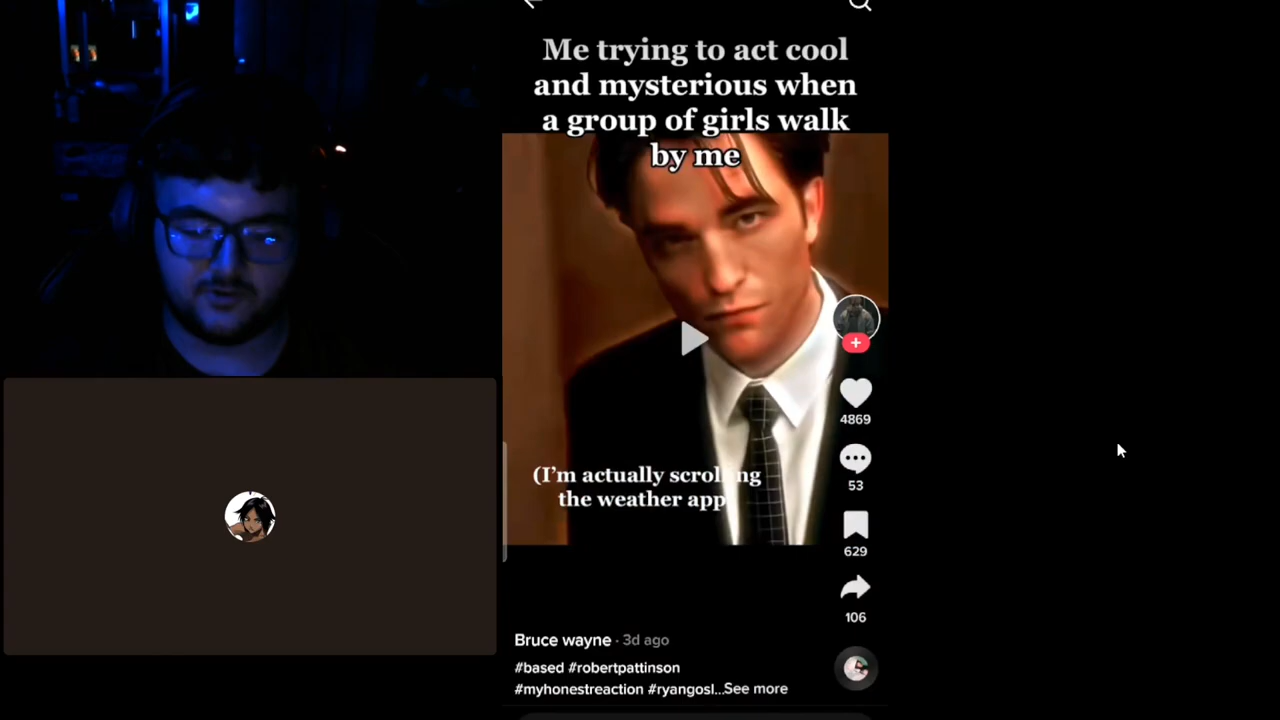 Me trying to act cool
and mysterious when
a group of girls walk
by me
(I'm actually scrolling
the weather app
4869
53
629
106
Bruce wayne · 3d ago
#based #robertpattinson
#myhonestreaction #ryangosl...See more